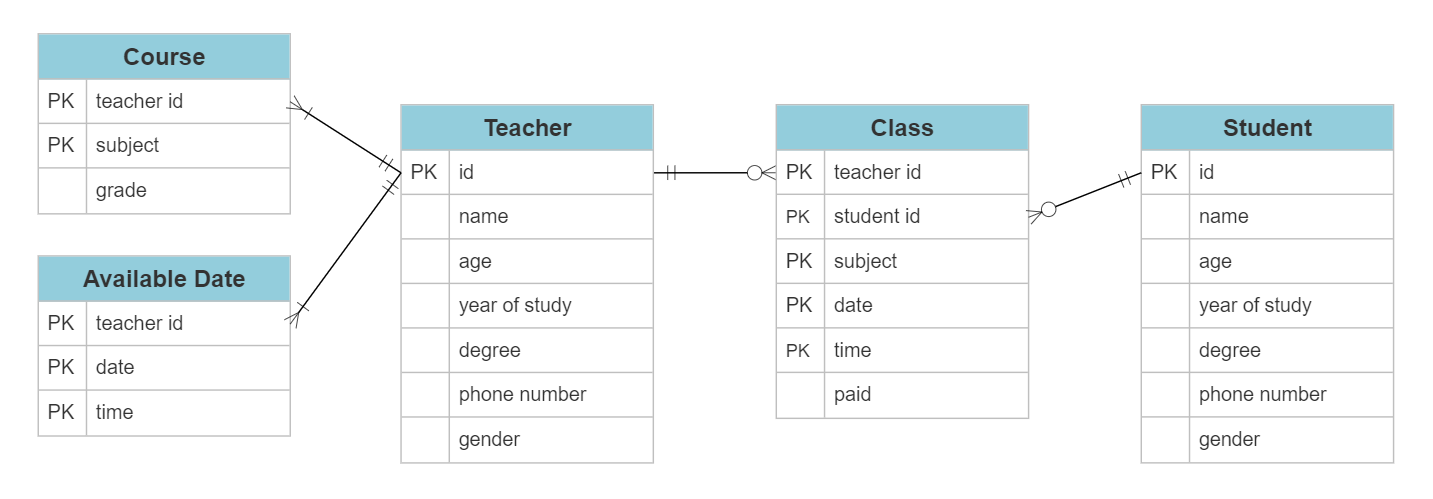 Course
PK teacher id
PK subject
grade
Available Date
PK teacher id
PK date
PK time
Teacher
PK id
name
age
year of study
degree
phone number
gender
Class
PK teacher id
PK student id
PK subject
PK date
PK time
paid
Student
PK id
name
age
year of study
degree
phone number
gender